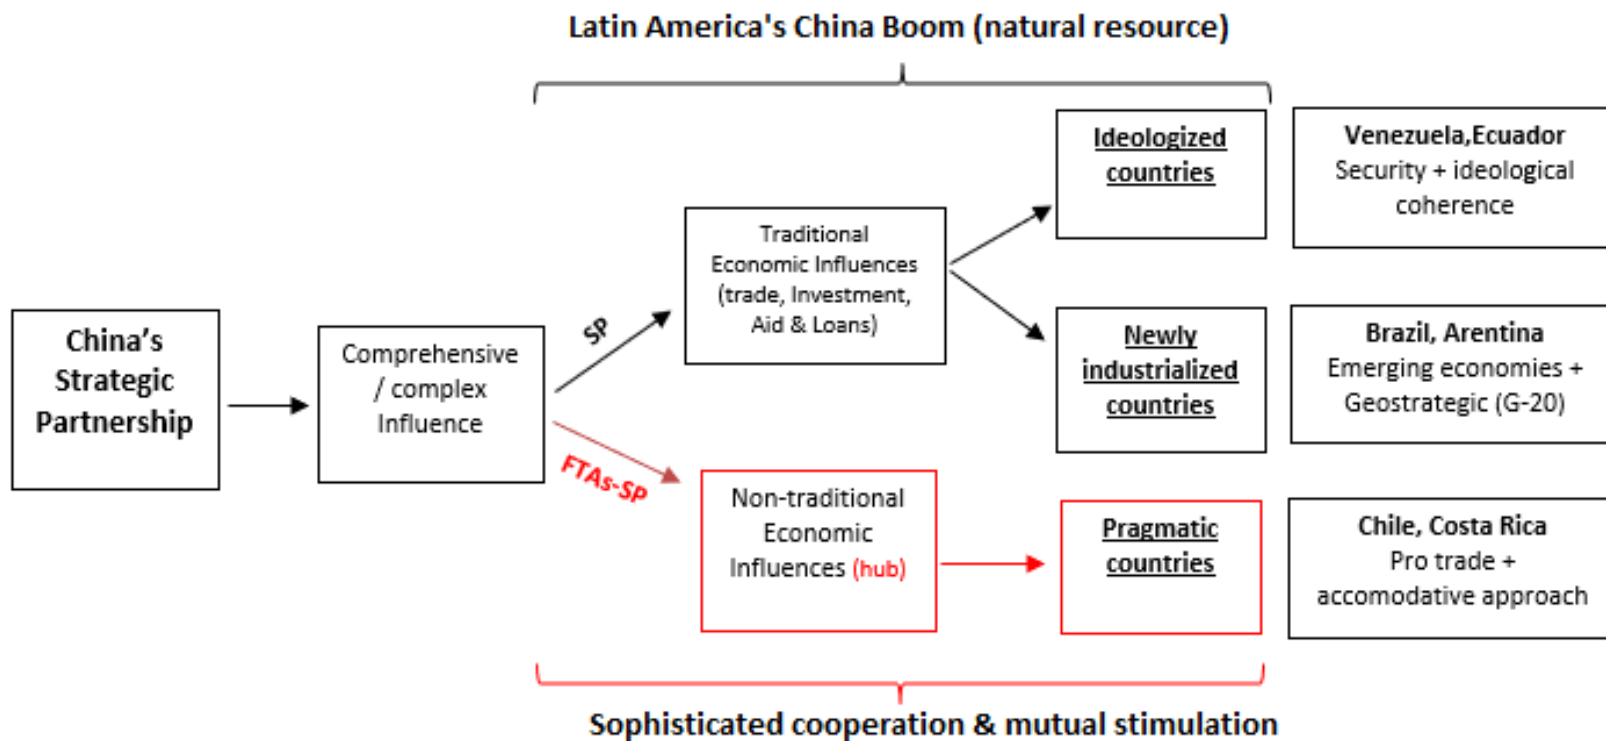 Latin America's China Boom (natural resource)
Ideologized
countries
Venezuela,Ecuador
Security + ideological
coherence
Traditional
Economic Influences
(trade, Investment,
Aid & Loans)
SP
China's
Strategic
Partnership
Comprehensive
/ complex
Influence
Newly
industrialized
countries
Brazil, Arentina
Emerging economies +
Geostrategic (G-20)
FTAs-SP
Non-traditional
Economic
Influences (hub)
Pragmatic
countries
Chile, Costa Rica
Pro trade +
accomodative approach
Sophisticated cooperation & mutual stimulation